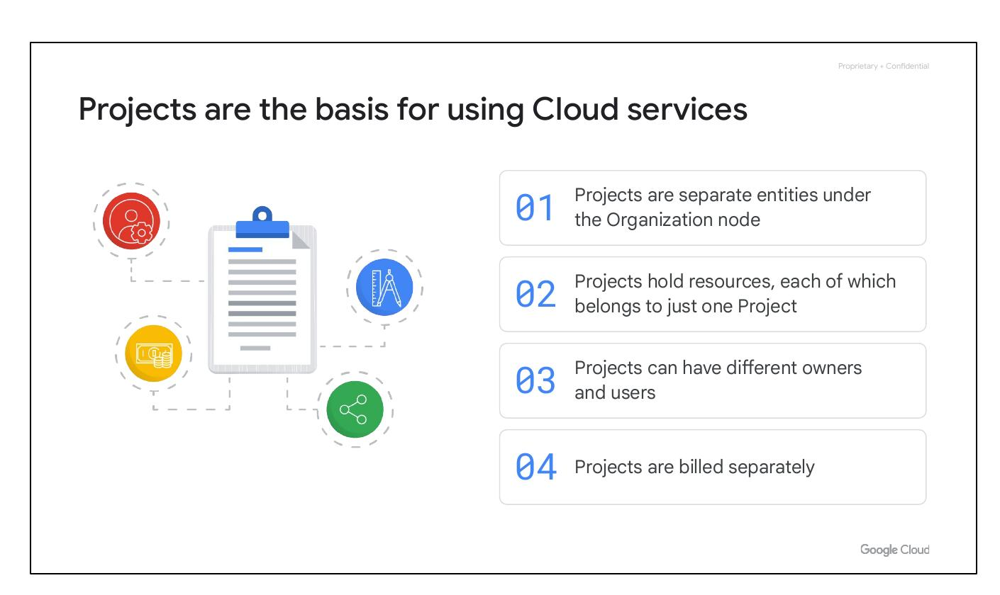 Proprietary + Confidential
Projects are the basis for using Cloud services
01
Projects are separate entities under
the Organization node
02
Projects hold resources, each of which
belongs to just one Project
03
Projects can have different owners
and users
04
Projects are billed separately
Google Cloud